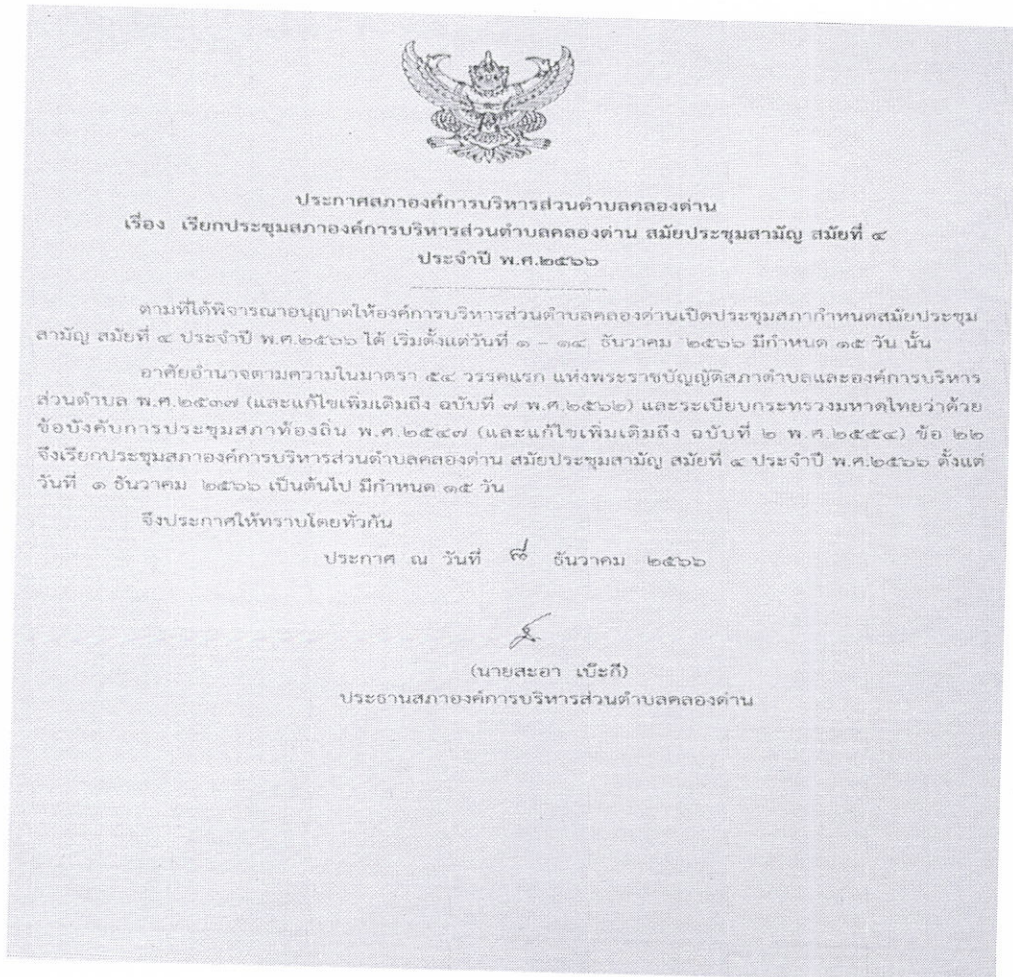 ประกาศสภาองค์การบริหารส่วนตำบลคลองด่าน
เรื่อง เรียกประชุมสภาองค์การบริหารส่วนตำบลคลองด่าน สมัยประชุมสามัญ สมัยที่ ๔
ประจำปี พ.ศ.๒๕๖๖
ตามที่ได้พิจารณาอนุญาตให้องค์การบริหารส่วนตำบลคลองด่านเปิดประชุมสภากำหนดสมัยประชุม
สามัญ สมัยที่ ๔ ประจำปี พ.ศ.๒๕๖๖ ได้ เริ่มตั้งแต่วันที่ ๑ – ๑๔ ธันวาคม ๒๕๖๖ มีกำหนด ๑๕ วัน นั้น
อาศัยอำนาจตามความในมาตรา ๕๔ วรรคแรก แห่งพระราชบัญญัติสภาตำบลและองค์การบริหาร
ส่วนตำบล พ.ศ.๒๕๓๗ (และแก้ไขเพิ่มเติมถึง ฉบับที่ ๗ พ.ศ.๒๕๖๒) และระเบียบกระทรวงมหาดไทยว่าด้วย
ข้อบังคับการประชุมสภาท้องถิ่น พ.ศ.๒๕๔๗ (และแก้ไขเพิ่มเติมถึง ฉบับที่ ๒ พ.ศ.๒๕๕๔) ข้อ ๒๒
จึงเรียกประชุมสภาองค์การบริหารส่วนตำบลคลองด่าน สมัยประชุมสามัญ สมัยที่ ๔ ประจำปี พ.ศ.๒๕๖๖ ตั้งแต่
วันที่ ๑ ธันวาคม ๒๕๖๖ เป็นต้นไป มีกำหนด ๑๕ วัน
จึงประกาศให้ทราบโดยทั่วกัน
ประกาศ ณ วันที่ ๘ ธันวาคม ๒๕๖๖
(นายสะอา เบ๊ะกี)
ประธานสภาองค์การบริหารส่วนตำบลคลองด่าน